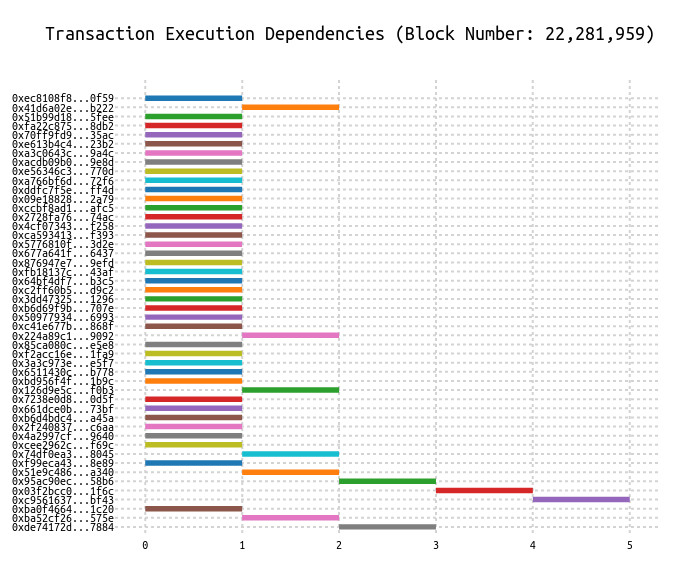 Transaction Execution Dependencies (Block Number: 22,281,959)
0xec8108f8...0f59
0x41d6a02e...b222
0x51b99d18...5fee
0xfa22c875...8db2
0x70ff9fd9...35ac
0xe613b4c4...23b2
0xa3c0643c...9a4c
0xacdb09b0...9e8d
0xe56346c3...770d
0xa766bf6d...72f6
0xddfc7f5e...ff4d
0x09e18828...2a79
0xccbf8ad1...afc5
0x2728fa76...74ac
0x4cf07343...f258
0xca593413...f393
0x5776810f...3d2e
0x677a641f...6437
0x876947e7...9efd
0xfb18137c...43af
0x64bf4df7...b3c5
0xc2ff60b5...d9c2
0x3dd47325...1296
0xb6d69f9b...707e
0x50977934...6993
0xc41e677b...868f
0x224a89c1...9092
0x85ca080c...e5e8
0xf2acc16e...1fa9
0x3a3c973e...e5f7
0x6511430c...b778
0xbd956f4f...1b9c
0x126d9e5c...f0b3
0x7238e0d8...0d5f
0x661dce0b...73bf
0xb6d4bdc4...a45a
0x2f240837...c6aa
0x4a2997cf...9640
0xcee2962c...f69c
0x74df0ea3...8045
0xf99eca43...8e89
0x51e9c486...a340
0x95ac90ec...58b6
0x03f2bcc0...1f6c
0xc9561637...bf43
0xba0f4664...1c20
0xba52cf26...575e
0xde74172d...7884
0 1 2 3 4 5